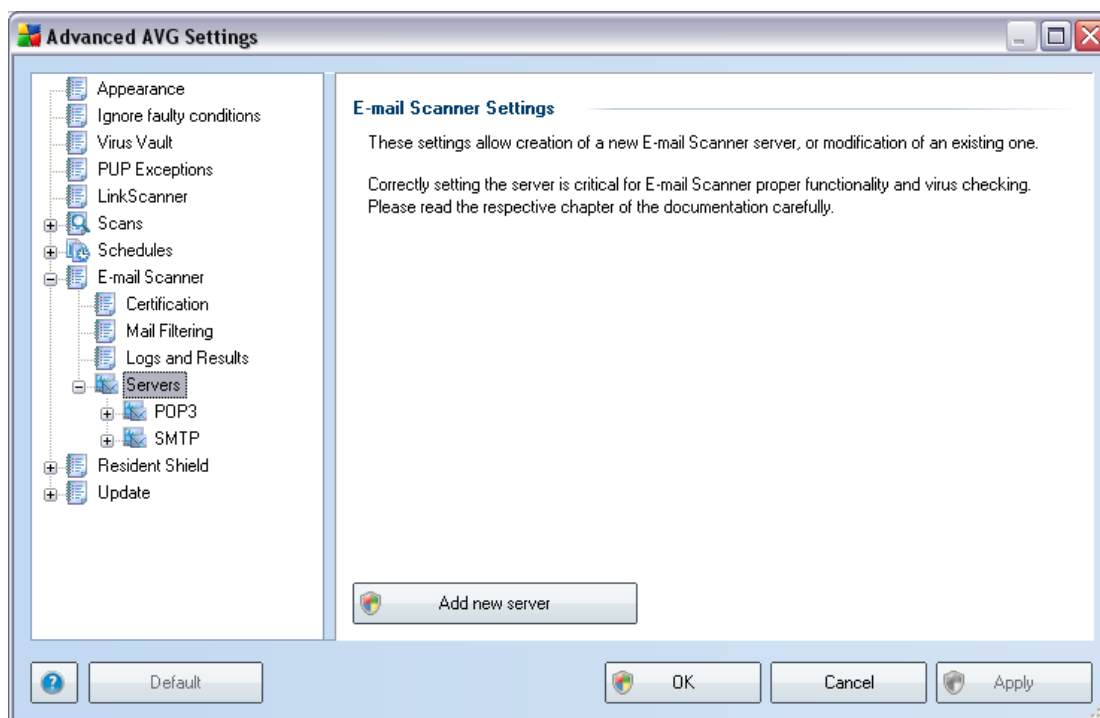 Advanced AVG Settings
Appearance
Ignore faulty conditions
Virus Vault
PUP Exceptions
LinkScanner
Scans
Schedules
E-mail Scanner
Certification
Mail Filtering
Logs and Results
Servers
POP3
SMTP
Resident Shield
Update
E-mail Scanner Settings
These settings allow creation of a new E-mail Scanner server, or modification of an existing one.
Correctly setting the server is critical for E-mail Scanner proper functionality and virus checking.
Please read the respective chapter of the documentation carefully.
Add new server
Default
OK
Cancel
Apply